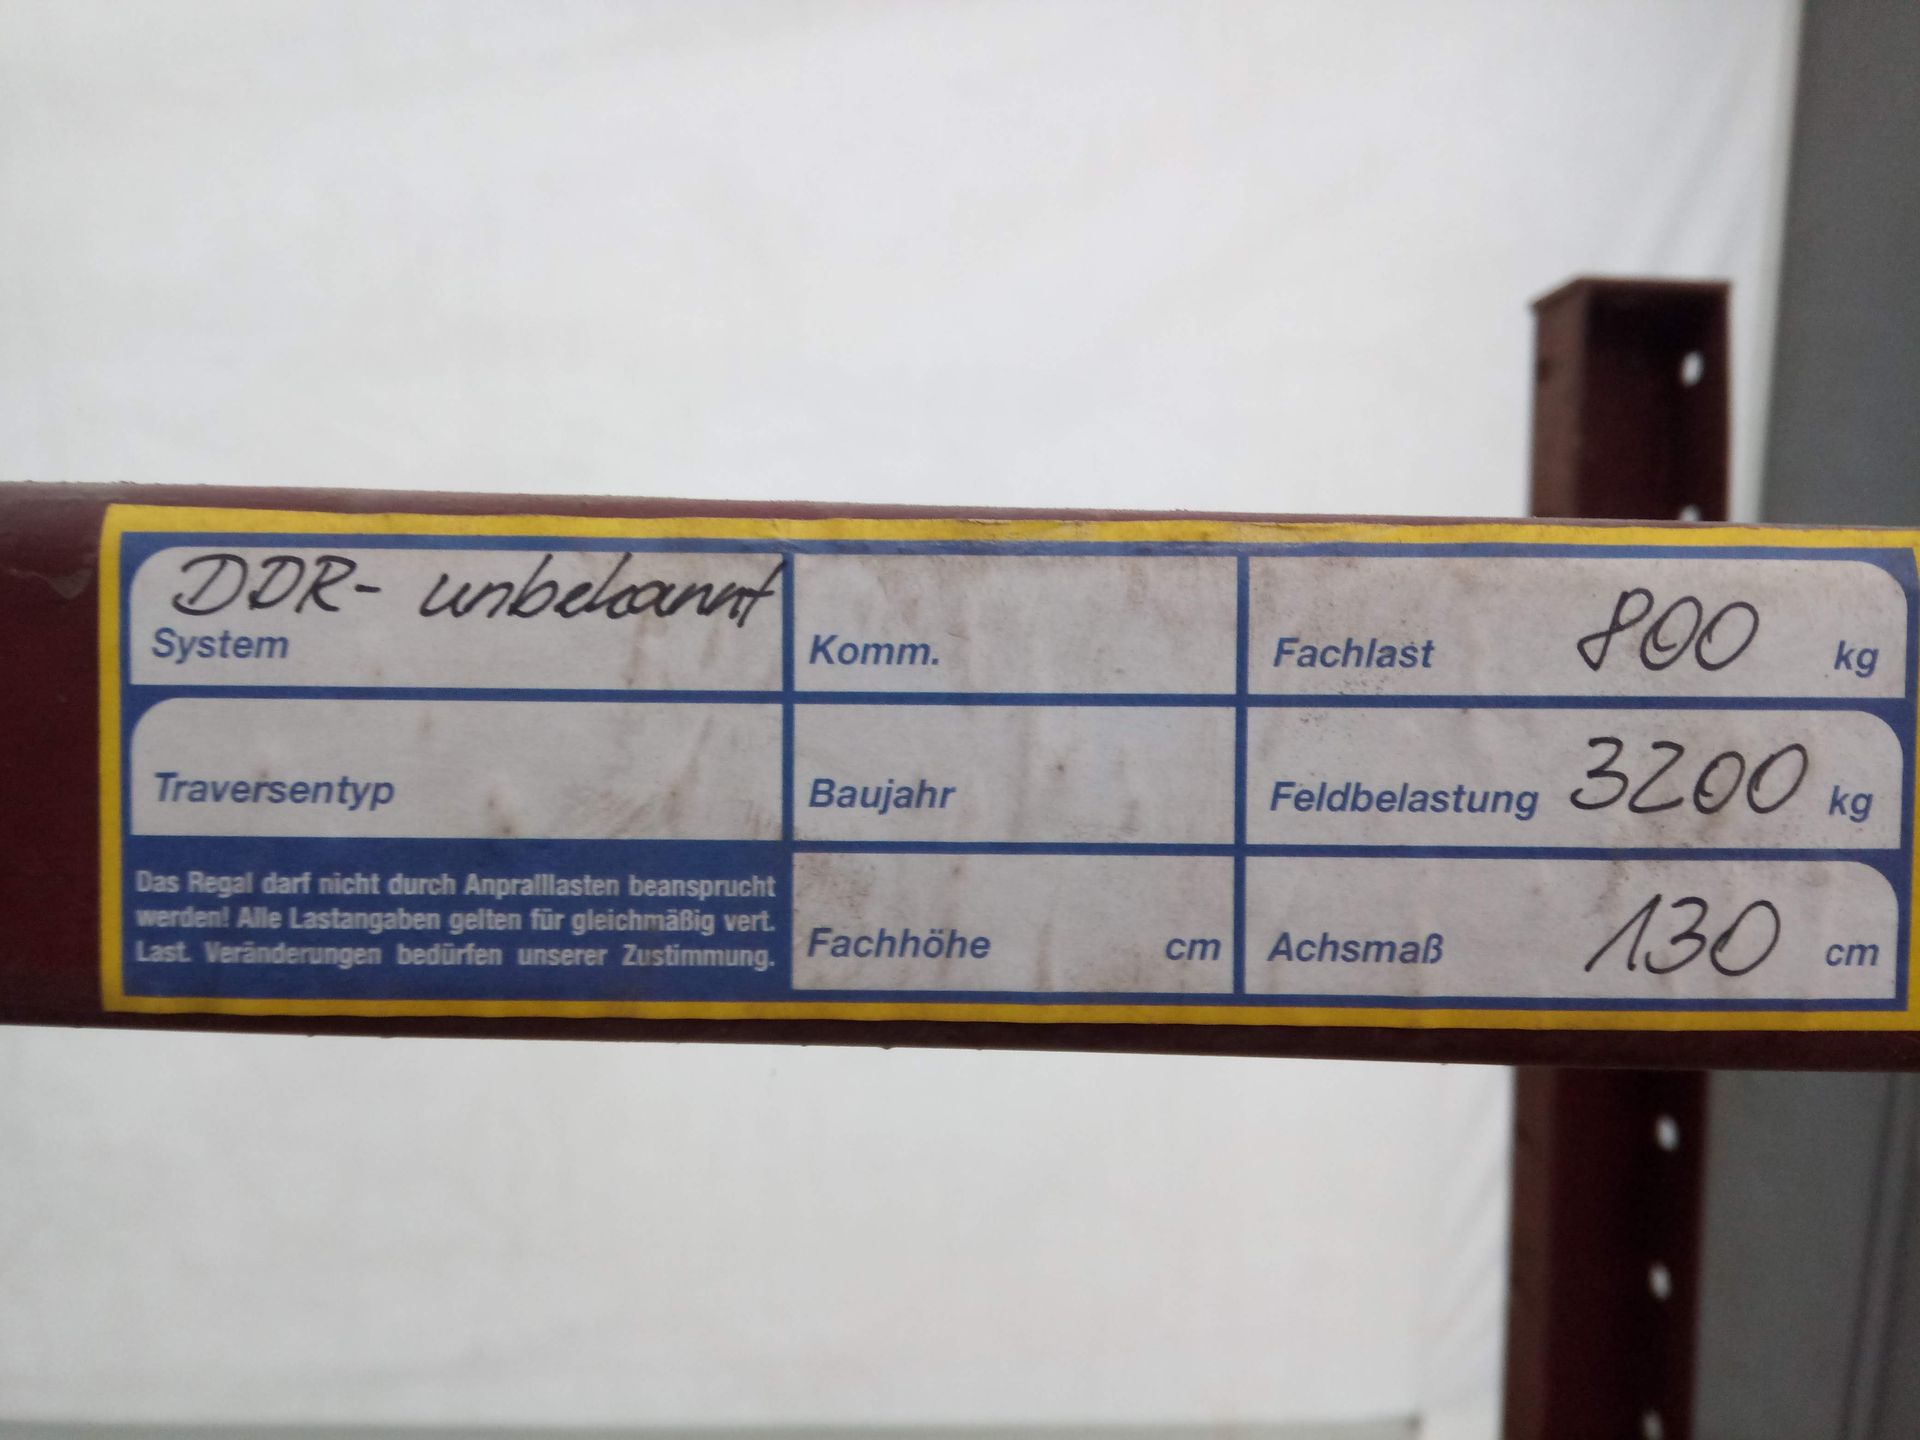 DDR- unbekannt
System
Komm.
Fachlast 800 kg
Traversentyp
Baujahr
Feldbelastung 3200 kg
Das Regal darf nicht durch Anpralllasten beansprucht
werden! Alle Lastangaben gelten für gleichmäßig vert.
Last. Veränderungen bedürfen unserer Zustimmung.
Fachhöhe cm
Achsmaß 130 cm